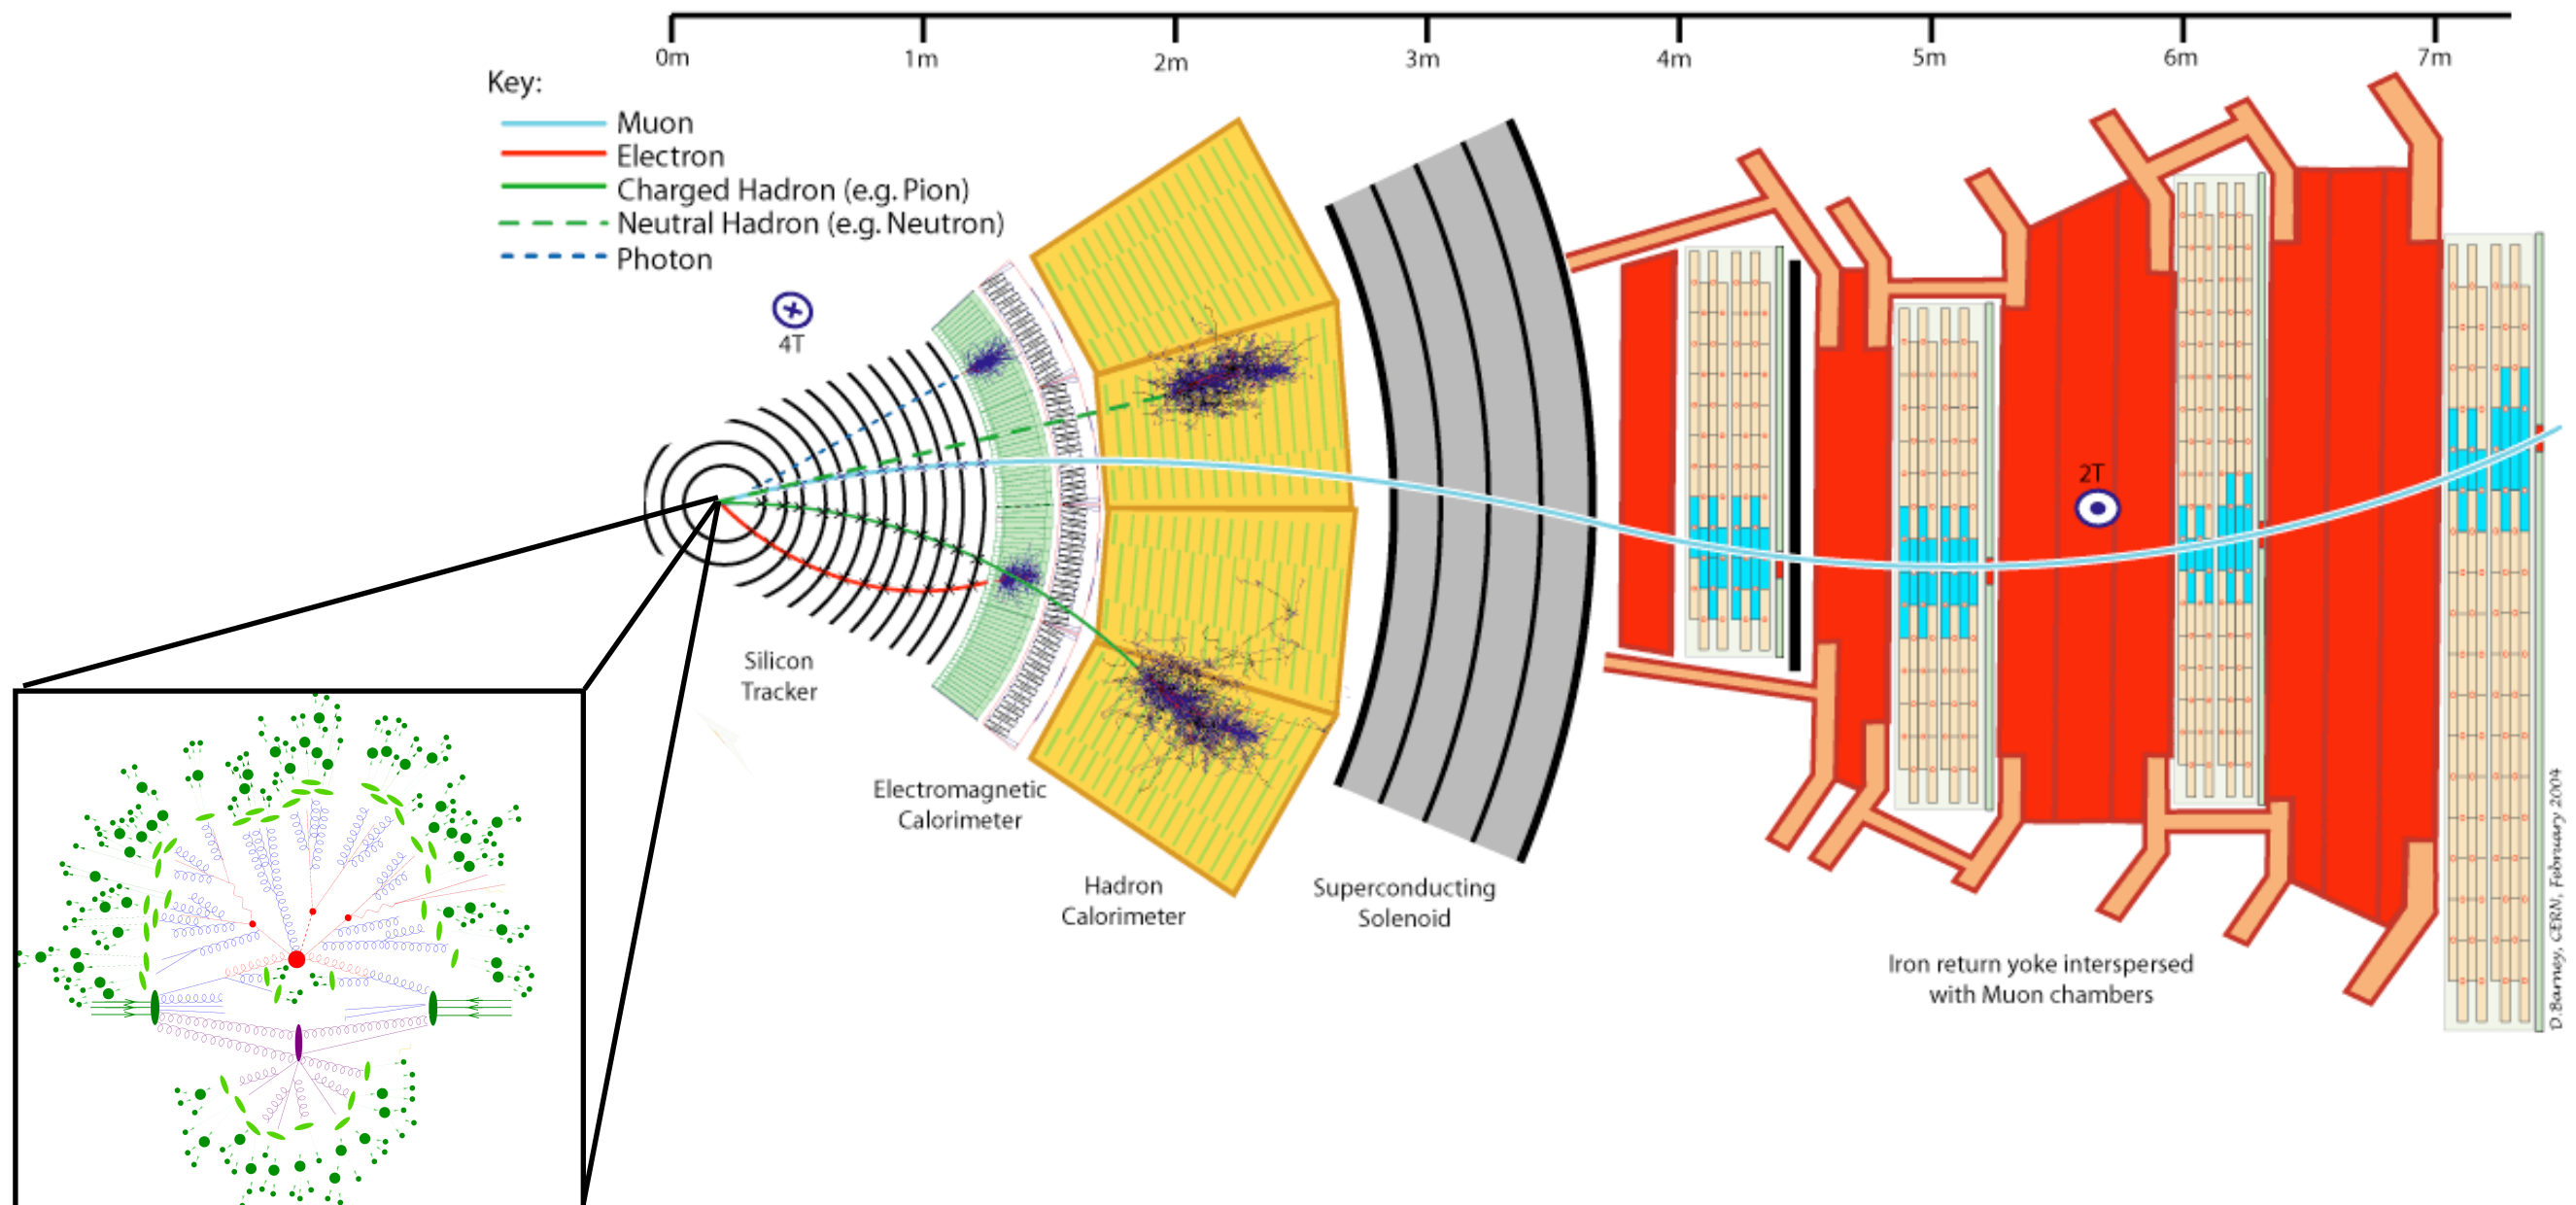 0m 1m 2m 3m 4m 5m 6m 7m
Key:
Muon
Electron
Charged Hadron (e.g. Pion)
Neutral Hadron (e.g. Neutron)
Photon
4T
2T
Silicon
Tracker
Electromagnetic
Calorimeter
Hadron
Calorimeter
Superconducting
Solenoid
Iron return yoke interspersed
with Muon chambers
D.Barney, CERN, February 2004